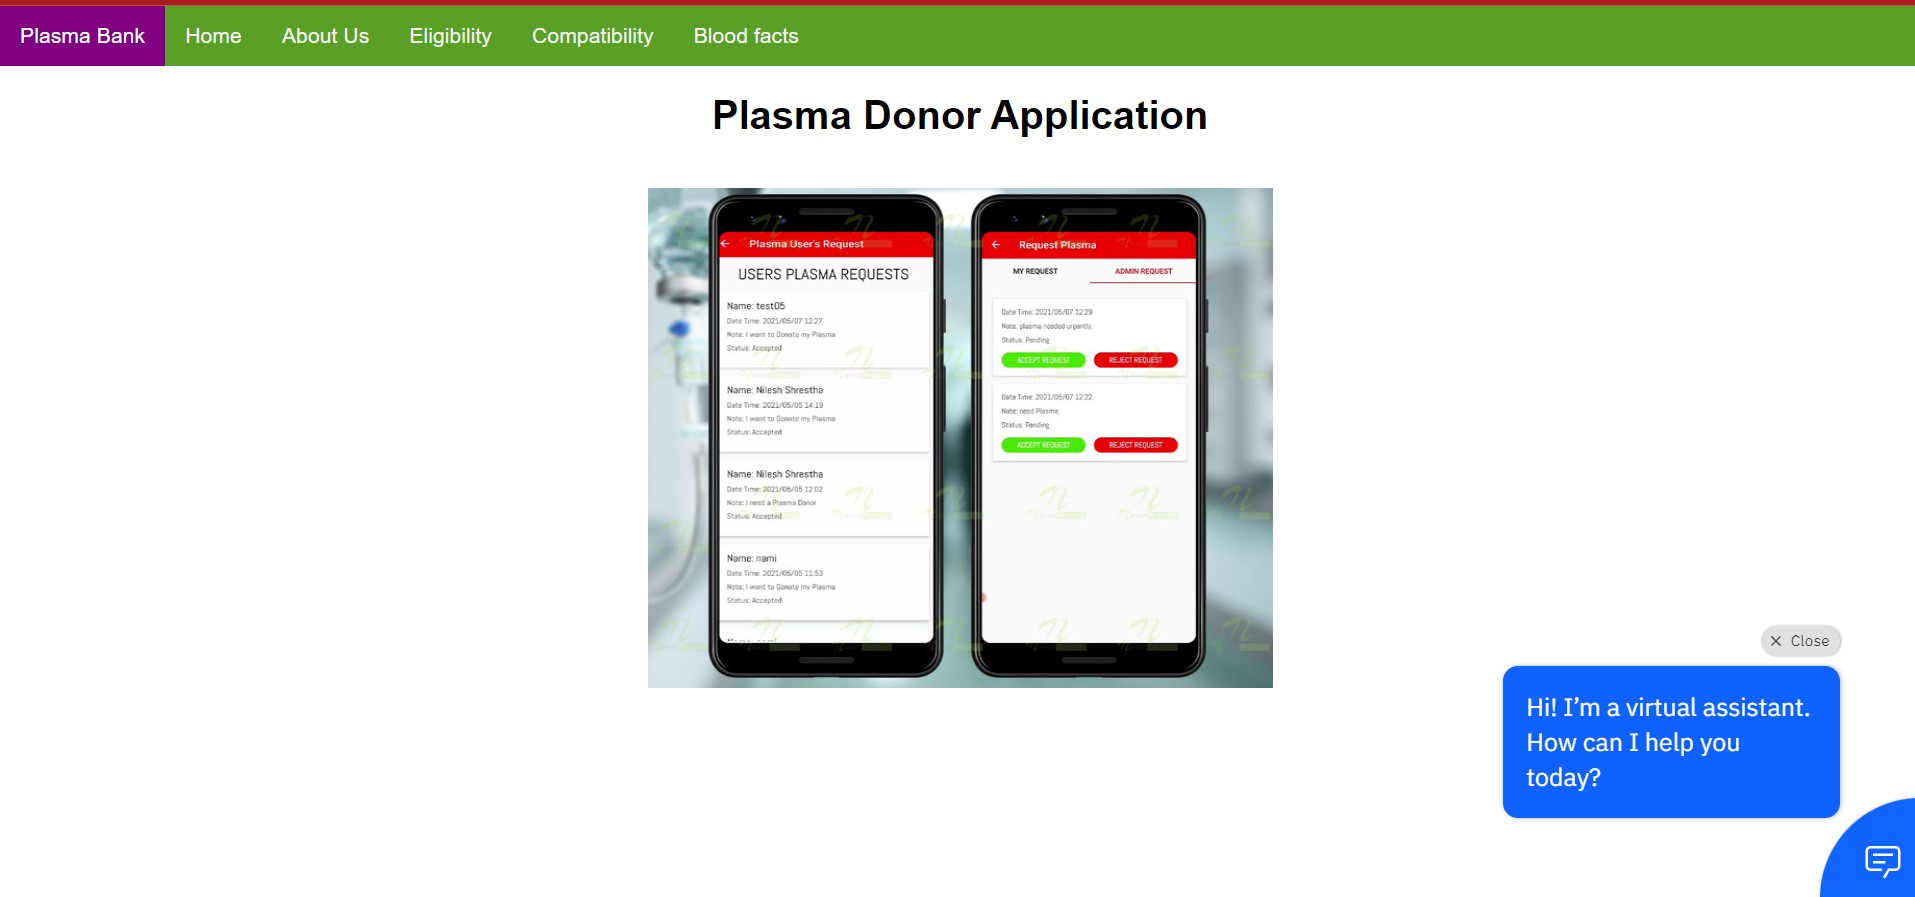 Plasma Bank Home About Us Eligibility Compatibility Blood facts
Plasma Donor Application
Plasma User's Request
USERS PLASMA REQUESTS
Name: test05
Date Time: 2021/05/07 12:27
Note: I want to Donate my Plasma
Status: Accepted
Name: Nilesh Shrestha
Date Time: 2021/05/05 14:19
Note: I want to Donate my Plasma
Status: Accepted
Name: Nilesh Shrestha
Date Time: 2021/05/05 12:02
Note: I need a Plasma Donor
Status: Accepted
Name: nami
Date Time: 2021/05/05 11:53
Note: I want to Donate my Plasma
Status: Accepted
Request Plasma
MY REQUEST ADMIN REQUEST
Date Time: 2021/05/07 12:29
Note: plasma needed urgently.
Status: Pending
ACCEPT REQUEST REJECT REQUEST
Date Time: 2021/05/07 12:22
Note: need Plasma.
Status: Pending
ACCEPT REQUEST REJECT REQUEST
Close
Hi! I’m a virtual assistant.
How can I help you
today?